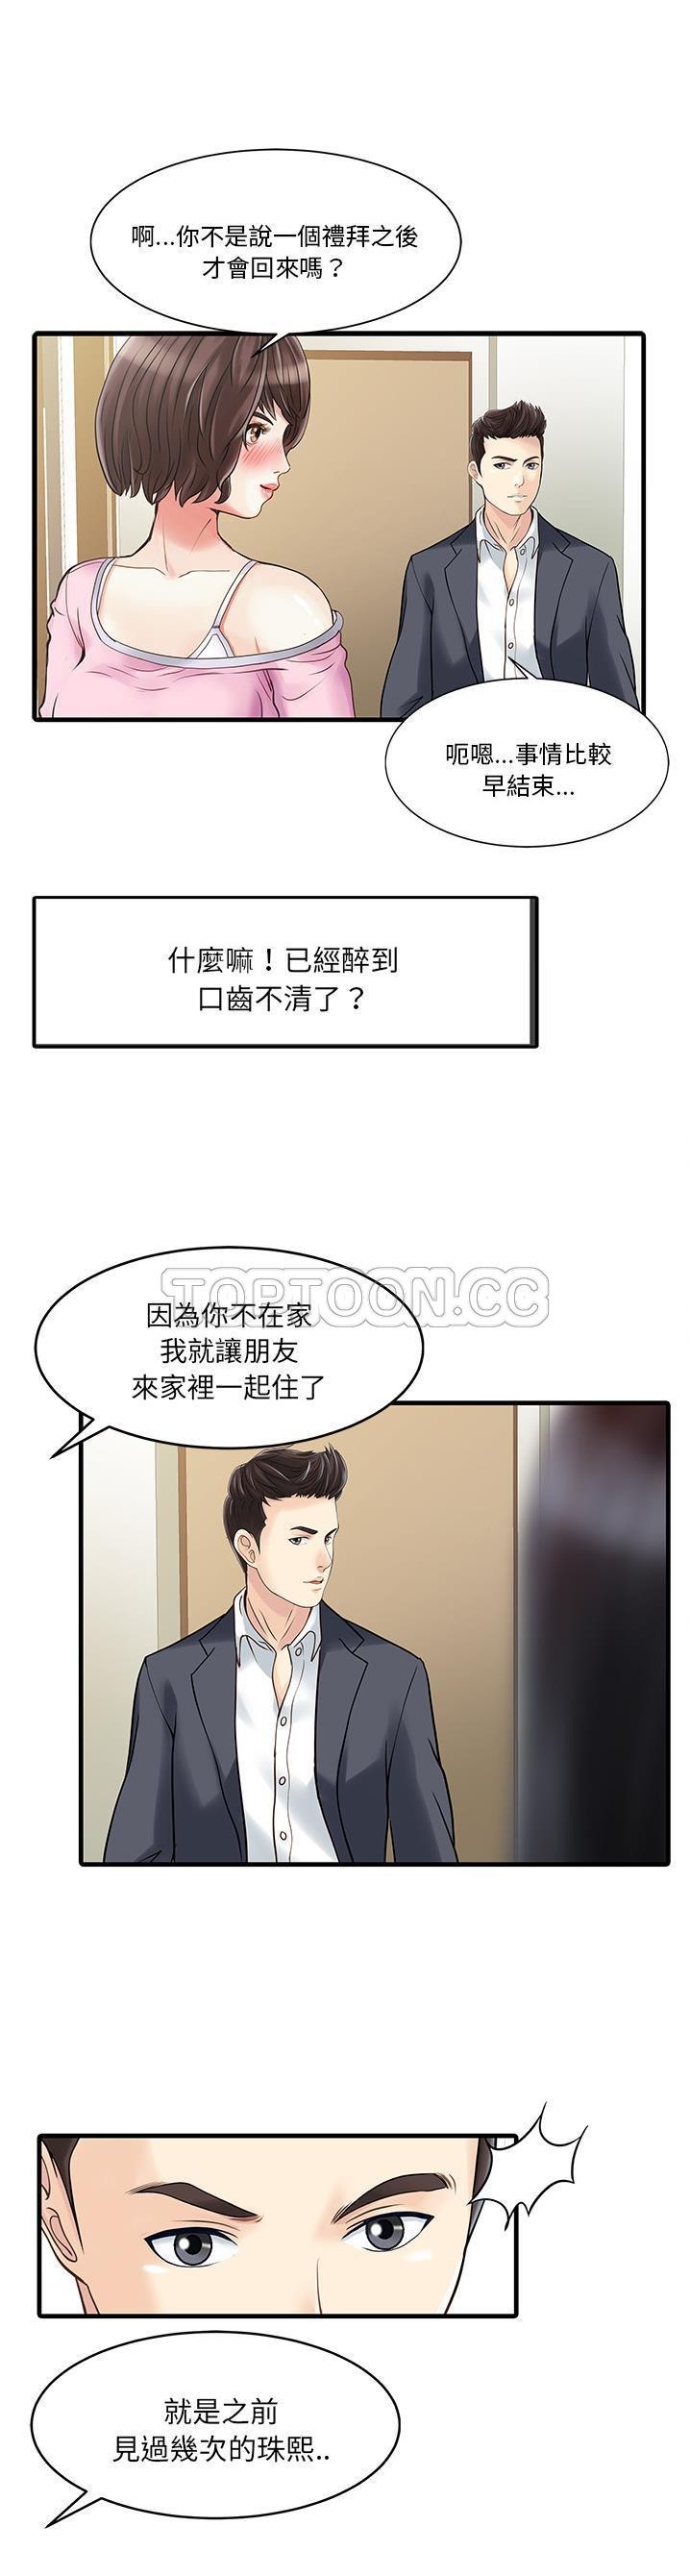 啊...你不是說一個禮拜之後
才會回來嗎？
呃嗯...事情比較
早結束...
什麼嘛！已經醉到
口齒不清了？
TOPTOON.CC
因為你不在家
我就讓朋友
來家裡一起住了
就是之前
見過幾次的珠熙..